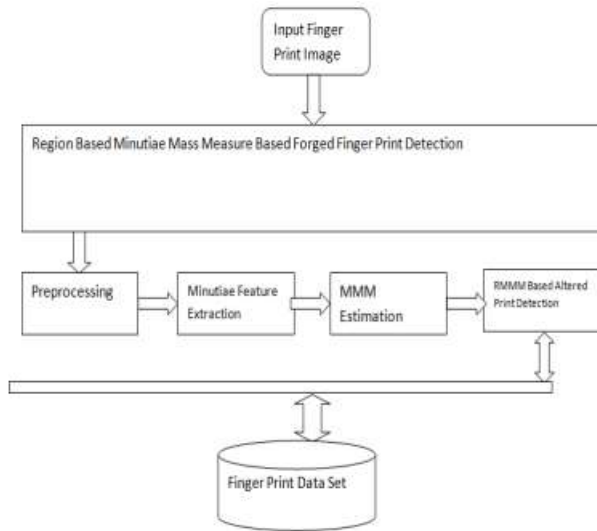 Input Finger
Print Image
Region Based Minutiae Mass Measure Based Forged Finger Print Detection
Preprocessing
Minutiae Feature
Extraction
MMM
Estimation
RMMM Based Altered
Print Detection
Finger Print Data Set